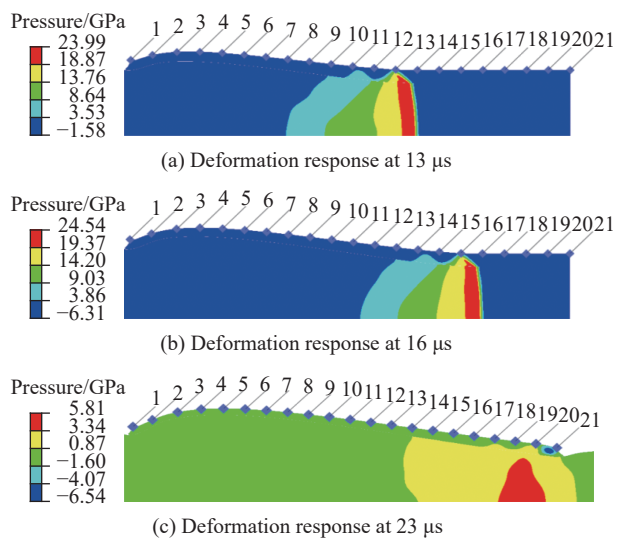 Pressure/GPa
23.99
18.87
13.76
8.64
3.53
−1.58
1 2 3 4 5 6 7 8 9 10 11 12 13 14 15 16 17 18 19 2021
(a) Deformation response at 13 μs
Pressure/GPa
24.54
19.37
14.20
9.03
3.86
−6.31
1 2 3 4 5 6 7 8 9 10 11 12 13 14 15 16 17 18 19 2021
(b) Deformation response at 16 μs
Pressure/GPa
5.81
3.34
0.87
−1.60
−4.07
−6.54
1 2 3 4 5 6 7 8 9 10 11 12 13 14 15 16 17 18 19 20 21
(c) Deformation response at 23 μs